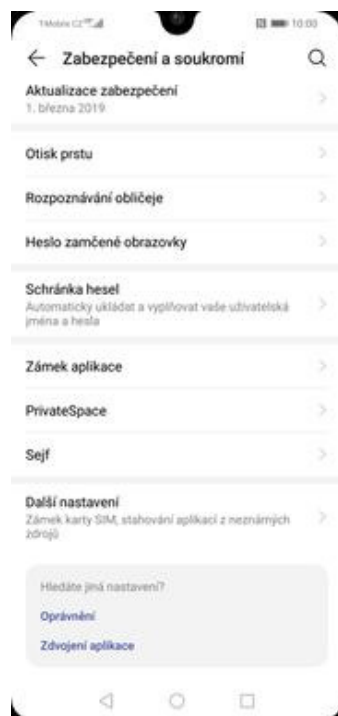 T-Mobile CZ
10:00
Zabezpečení a soukromí
Aktualizace zabezpečení
1. března 2019
Otisk prstu
Rozpoznávání obličeje
Heslo zamčené obrazovky
Schránka hesel
Automaticky ukládat a vyplňovat vaše uživatelská
jména a hesla
Zámek aplikace
PrivateSpace
Sejf
Další nastavení
Zámek karty SIM, stahování aplikací z neznámých
zdrojů
Hledáte jiná nastavení?
Oprávnění
Zdvojení aplikace